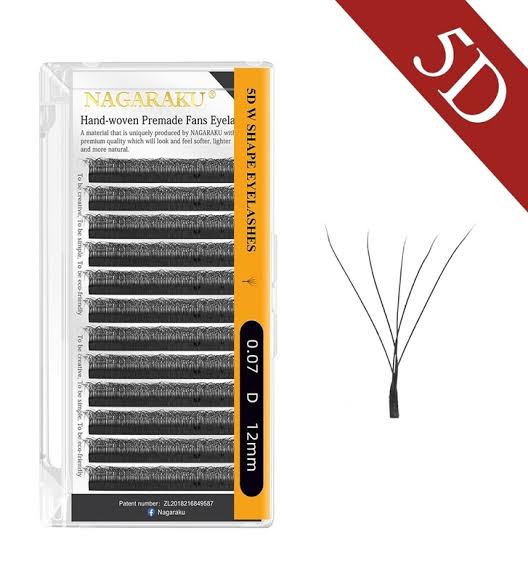 5D
NAGARAKU®
Hand-woven Premade Fans Eyela
A material that is uniquely produced by NAGARAKU with
premium quality which will look and feel softer, lighter
and more natural.
To be creative, To be simple, To be eco-friendly
To be creative, To be simple, To be eco-friendly
5D W SHAPE EYELASHES
0.07 D 12mm
Patent number: ZL2018216849587
Nagaraku